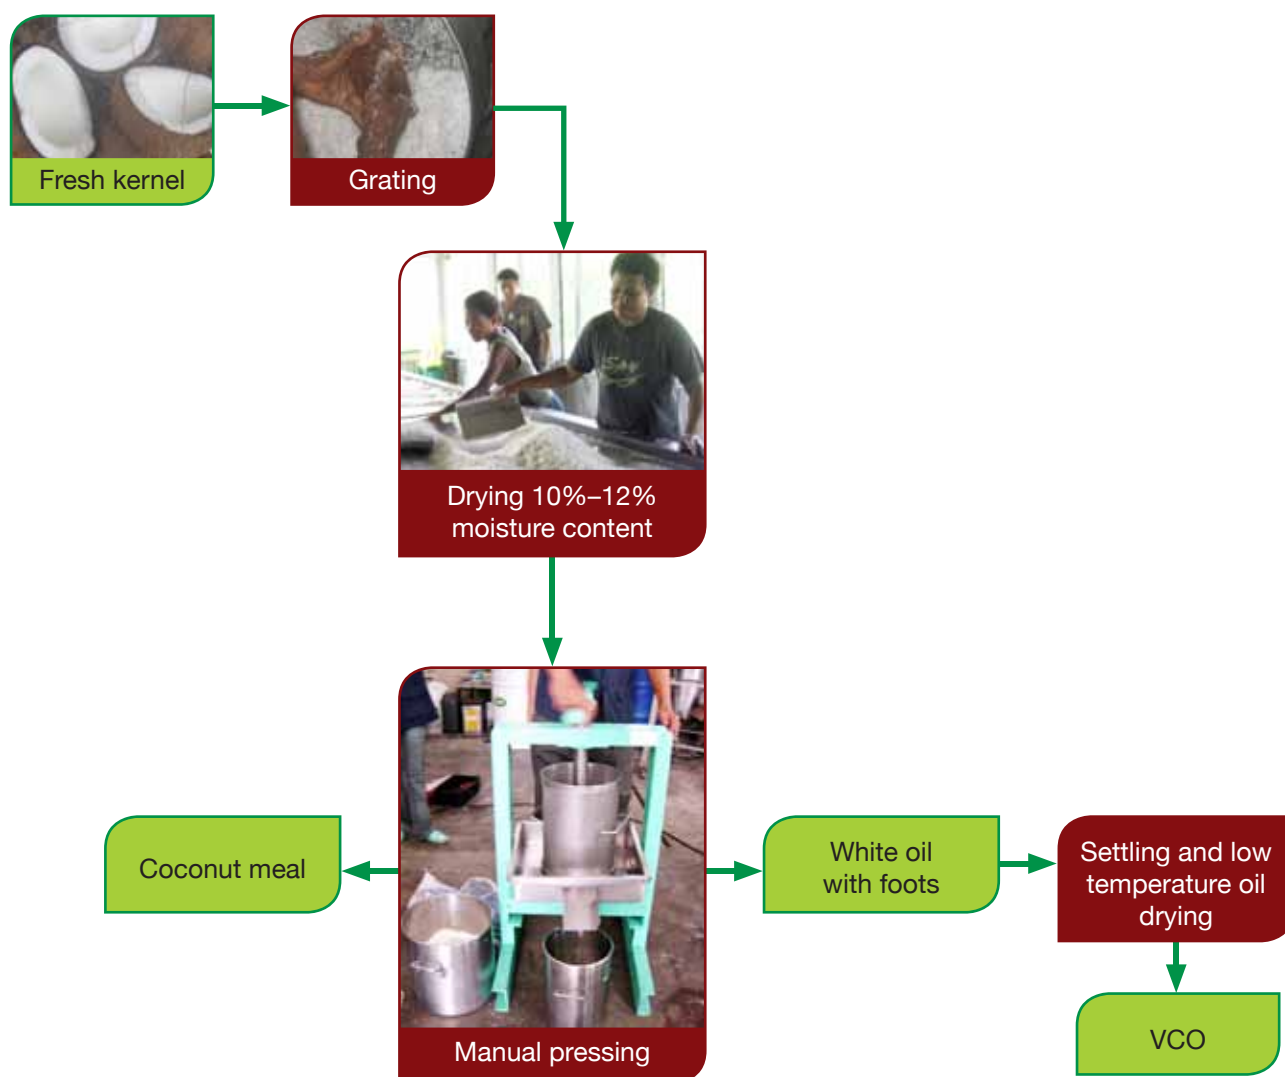 Fresh kernel
Grating
Drying 10%–12%
moisture content
Manual pressing
Coconut meal
White oil
with foots
Settling and low
temperature oil
drying
VCO